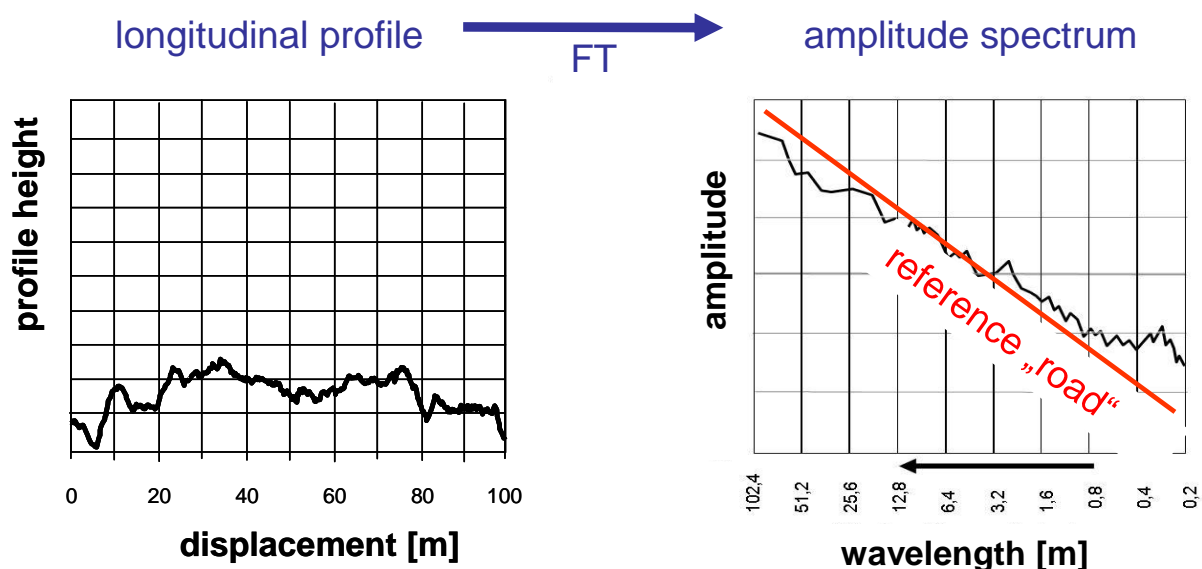 longitudinal profile
FT
amplitude spectrum
profile height
0 20 40 60 80 100
displacement [m]
amplitude
reference „road“
102,4 51,2 25,6 12,8 6,4 3,2 1,6 0,8 0,4 0,2
wavelength [m]